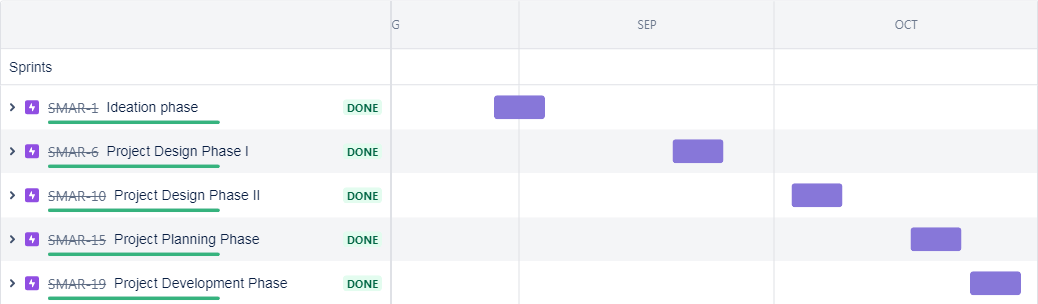 G SEP OCT
Sprints
SMAR-1 Ideation phase DONE
SMAR-6 Project Design Phase I DONE
SMAR-10 Project Design Phase II DONE
SMAR-15 Project Planning Phase DONE
SMAR-19 Project Development Phase DONE